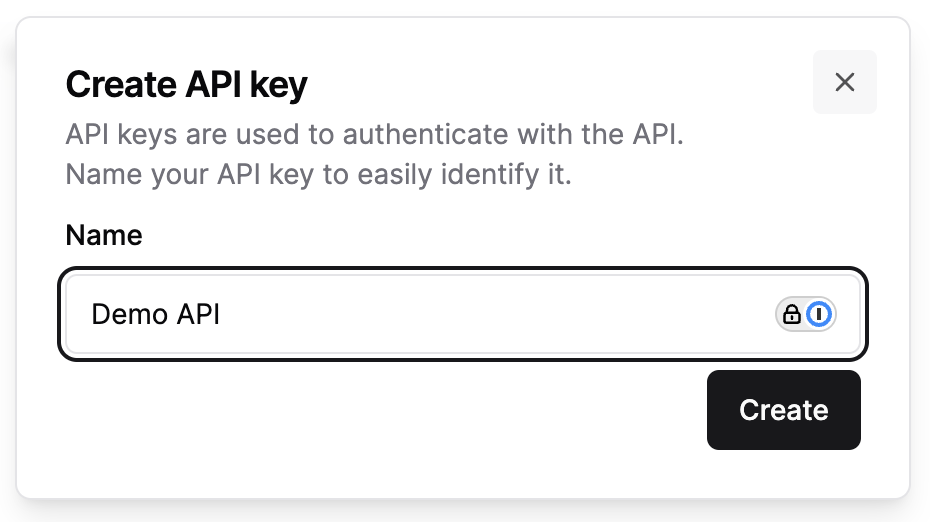 Create API key
API keys are used to authenticate with the API.
Name your API key to easily identify it.
Name
Demo API
Create